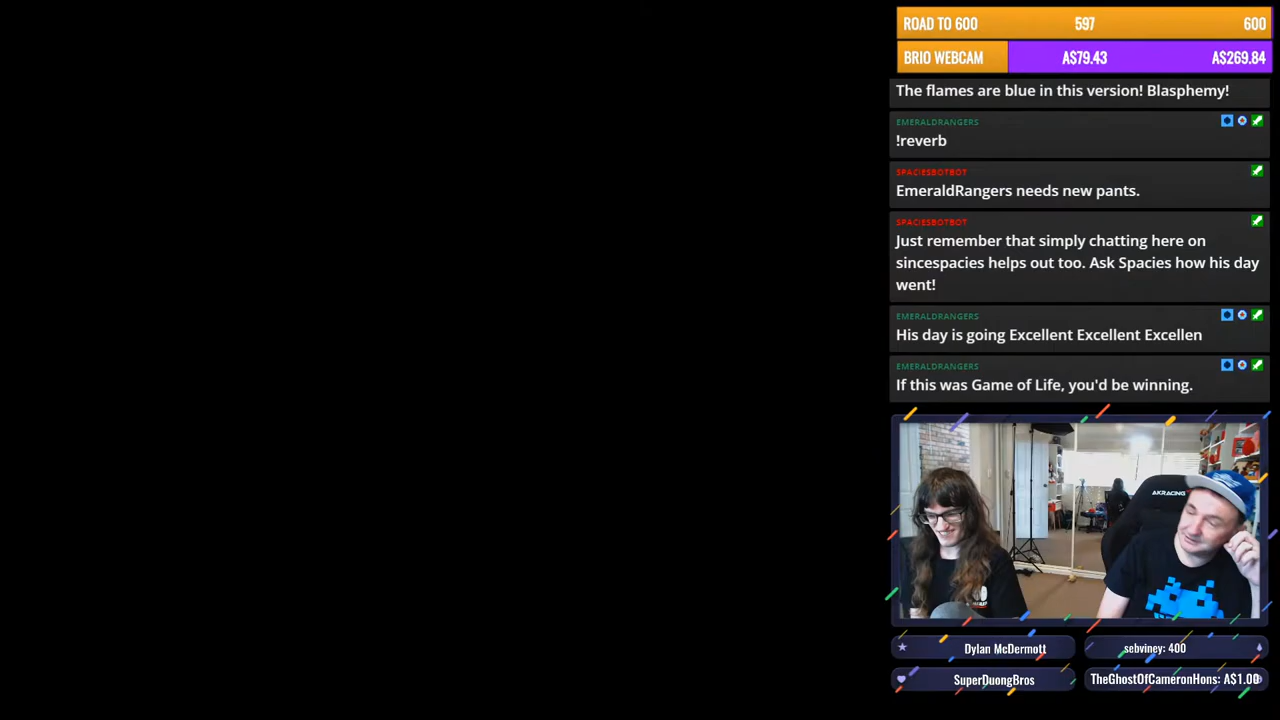 ROAD TO 600 597 600
BRIO WEBCAM A$79.43 A$269.84
The flames are blue in this version! Blasphemy!
EMERALDRANGERS
!reverb
SPACIESBOTBOT
EmeraldRangers needs new pants.
SPACIESBOTBOT
Just remember that simply chatting here on
sincespacies helps out too. Ask Spacies how his day
went!
EMERALDRANGERS
His day is going Excellent Excellent Excellen
EMERALDRANGERS
If this was Game of Life, you'd be winning.
AKRACING
Dylan McDermott
sebviney: 400
SuperDuongBros
TheGhostOfCameronHons: A$1.00